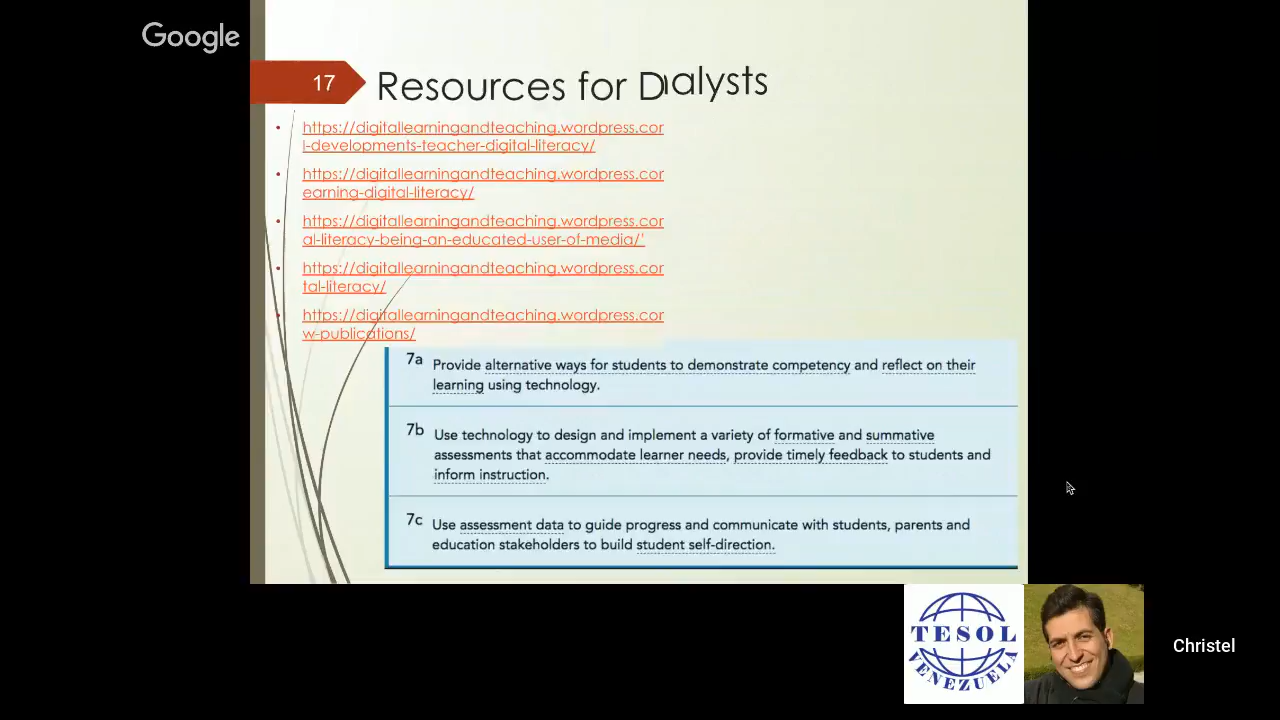 Google
17
Resources for Dnalysts
https://digitallearningandteaching.wordpress.cor
l-developments-teacher-digital-literacy/
https://digitallearningandteaching.wordpress.cor
earning-digital-literacy/
https://digitallearningandteaching.wordpress.cor
al-literacy-being-an-educated-user-of-media/'
https://digitallearningandteaching.wordpress.cor
tal-literacy/
https://digitallearningandteaching.wordpress.cor
w-publications/
7a Provide alternative ways for students to demonstrate competency and reflect on their
learning using technology.
7b Use technology to design and implement a variety of formative and summative
assessments that accommodate learner needs, provide timely feedback to students and
inform instruction.
7c Use assessment data to guide progress and communicate with students, parents and
education stakeholders to build student self-direction.
TESOL
VENEZUELA
Christel